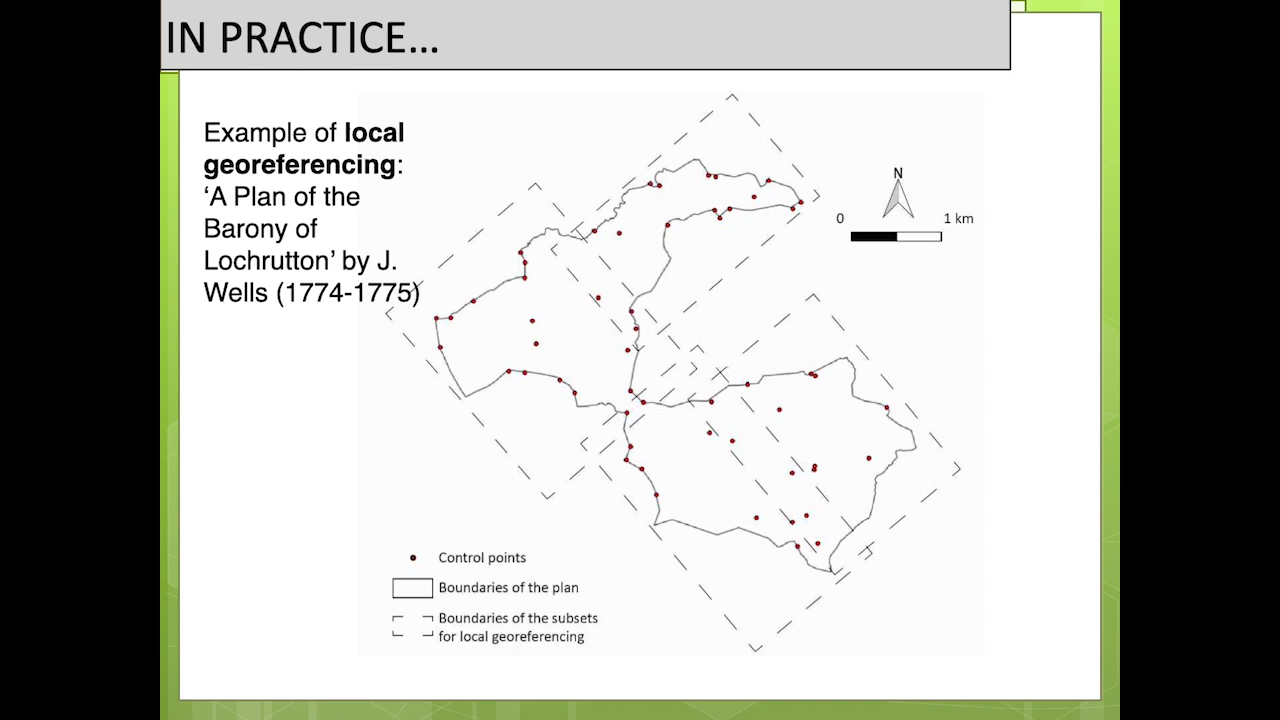 IN PRACTICE…
Example of local
georeferencing:
‘A Plan of the
Barony of
Lochrutton’ by J.
Wells (1774-1775)
N
0 1 km
Control points
Boundaries of the plan
Boundaries of the subsets
for local georeferencing